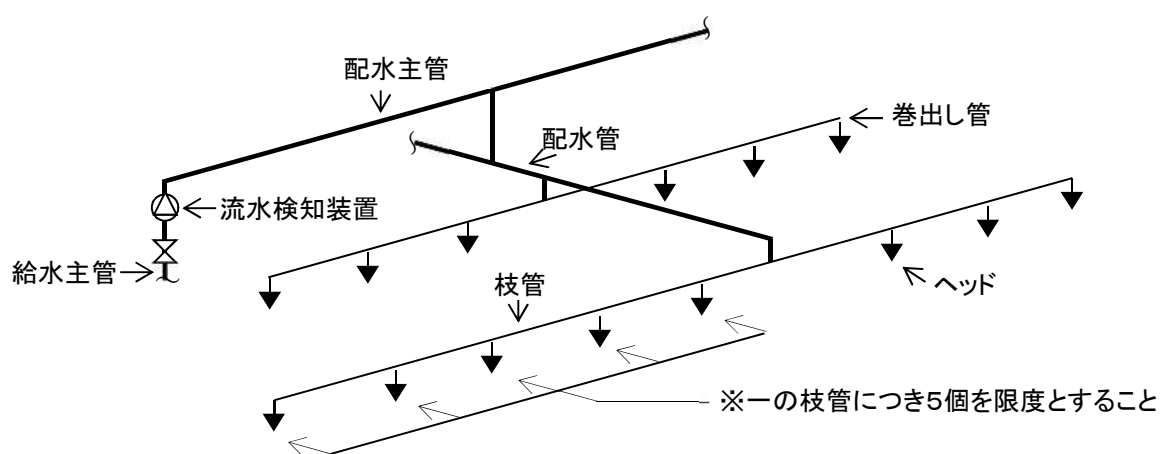 配水主管
巻出し管
配水管
流水検知装置
給水主管
枝管
ヘッド
※一の枝管につき5個を限度とすること